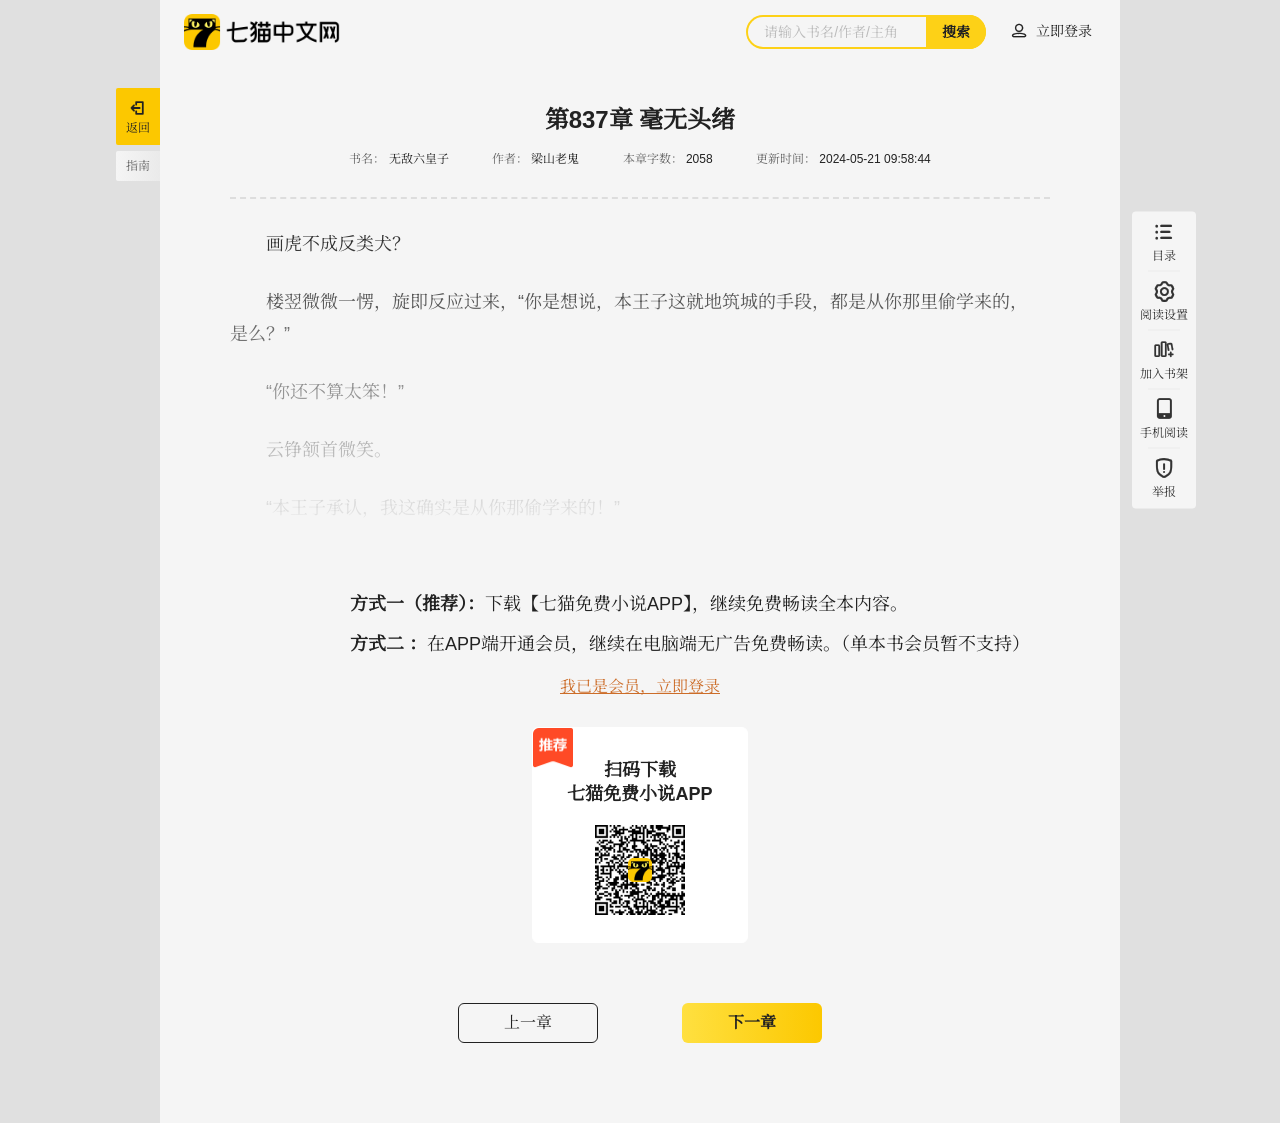 七猫中文网
请输入书名/作者/主角
搜索
立即登录
返回
指南
第837章 毫无头绪
书名： 无敌六皇子 作者： 梁山老鬼 本章字数： 2058 更新时间： 2024-05-21 09:58:44
画虎不成反类犬？
楼翌微微一愣，旋即反应过来，“你是想说，本王子这就地筑城的手段，都是从你那里偷学来的，
是么？”
“你还不算太笨！”
云铮颔首微笑。
“本王子承认，我这确实是从你那偷学来的！”
目录
阅读设置
加入书架
手机阅读
举报
方式一（推荐）：下载【七猫免费小说APP】，继续免费畅读全本内容。
方式二 ：在APP端开通会员，继续在电脑端无广告免费畅读。（单本书会员暂不支持）
我已是会员，立即登录
推荐
扫码下载
七猫免费小说APP
上一章
下一章